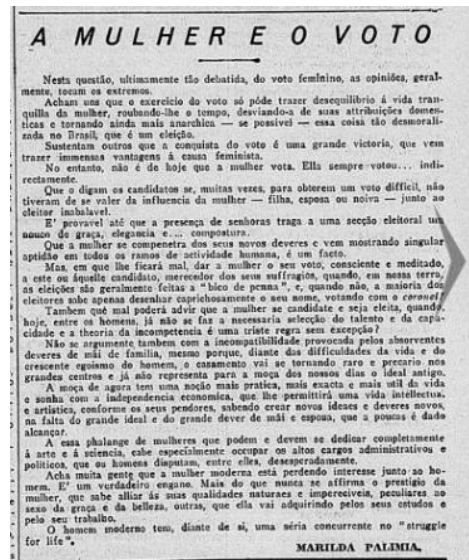 A MULHER E O VOTO
Nesta questão, ultimamente tão debatida, do voto feminino, as opiniões, geral-
mente, tocam os extremos.
Acham uns que o exercicio do voto só póde trazer desequilibrio á vida tran-
quilla da mulher, roubando-lhe o tempo, desviando-a de suas attribuições domes-
ticas e tornando ainda mais anarchica — se possivel — essa coisa tão desmorali-
zada no Brasil, que é um eleição.
Sustentam outros que a conquista do voto é uma grande victoria, que vem
trazer immensas vantagens á causa feminista.
No entanto, não é de hoje que a mulher vota. Ella sempre votou... indi-
rectamente.
Que o digam os candidatos se, muitas vezes, para obterem um voto difficil, não
tiveram de se valer da influencia da mulher — filha, esposa ou noiva — junto ao
eleitor inabalavel.
E' provavel até que a presença de senhoras traga a uma secção eleitoral um
pouco de graça, elegancia e... compostura.
Que a mulher se compenetra dos seus novos deveres e vem mostrando singular
aptidão em todos os ramos de actividade humana, é um facto.
Mas, em que lhe ficará mal, dar a mulher o seu voto, consciente e meditado,
a este ou áquelle candidato, merecedor dos seus suffragios, quando, em nossa terra,
as eleições são geralmente feitas a "bico de penna", e, quando não, a maioria dos
eleitores sabe apenas desenhar caprichosamente o seu nome, votando com o coronel?
Tambem que mal poderá advir que a mulher se candidate e seja eleita, quando,
hoje, entre os homens, já não se faz a necessaria selecção do talento e da capa-
cidade e a theoria da incompetencia é uma triste regra sem excepção?
Não se argumente tambem com a incompatibilidade provocada pelos absorventes
deveres de mãi de familia, mesmo porque, diante das difficuldades da vida e do
crescente egoismo do homem, o casamento vai se tornando raro e precario nos
grandes centros e já não representa para a moça dos nossos dias o ideal antigo.
A moça de agora tem uma noção mais pratica, mais exacta e mais util da vida
e sonha com a independencia economica, que lhe permittirá uma vida intellectua.
e artistica, conforme os seus pendores, sabendo crear novos ideaes e deveres novos,
na falta do grande ideal e do grande dever de mãi e esposa, que a poucas é dado
alcançar.
A essa phalange de mulheres que podem e devem se dedicar completamente
á arte e á sciencia, cabe especialmente occupar os altos cargos administrativos e
politicos, que ou homens disputam, entre elles, desesperadamente.
Acha muita gente que a mulher moderna está perdendo interesse junto ao ho-
mem. E' um verdadeiro engano. Mais do que nunca se affirma o prestigio da
mulher, que sabe alliar ás suas qualidades naturaes e impereciveis, peculiares ao
sexo da graça e da belleza, outras, que ella vai adquirindo pelos seus estudos e
pelo seu trabalho.
O homem moderno tem, diante de si, uma séria concurrente no "struggle
for life".
MARILDA PALIMIA.